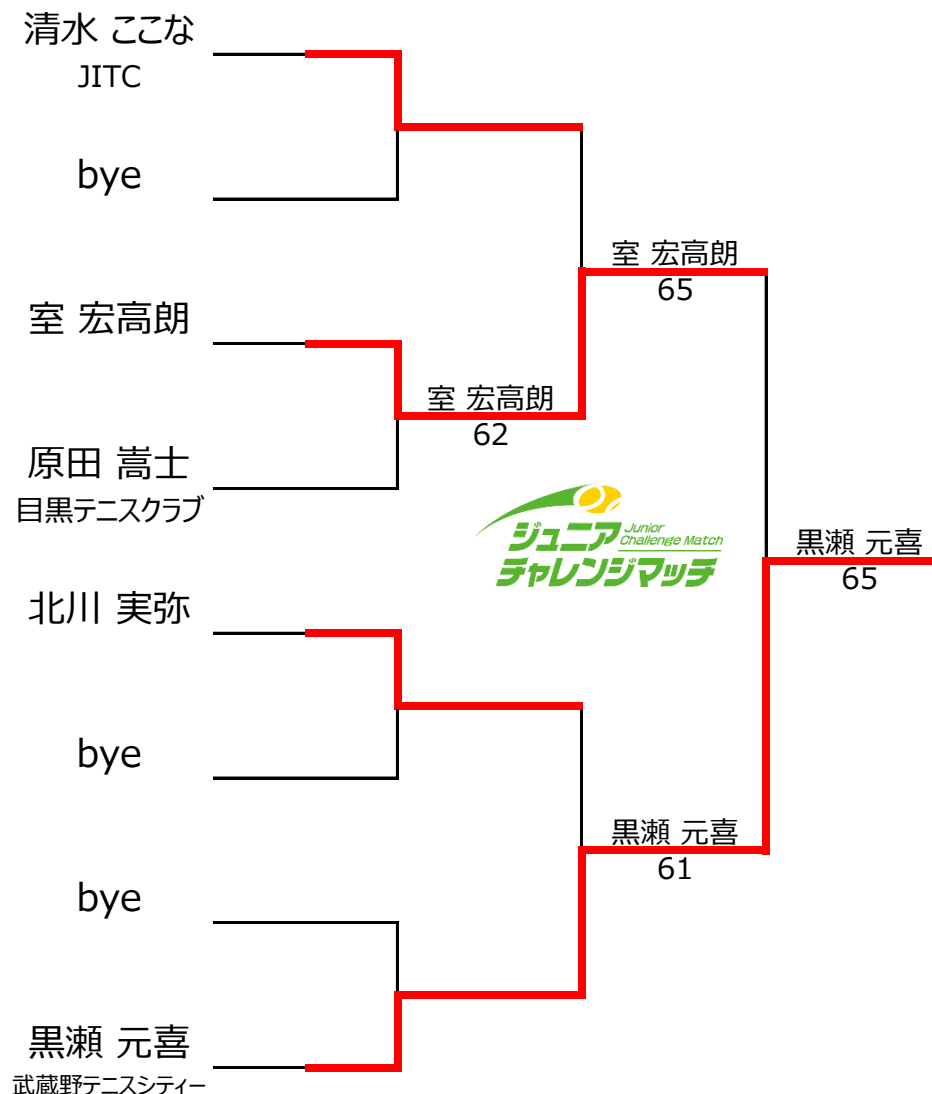 清水 ここな
JITC
bye
室 宏高朗
65
室 宏高朗
室 宏高朗
62
原田 嵩士
目黒テニスクラブ
ジュニア
Junior
Challenge Match
チャレンジマッチ
黒瀬 元喜
65
北川 実弥
bye
黒瀬 元喜
61
bye
黒瀬 元喜
武蔵野テニスシティー